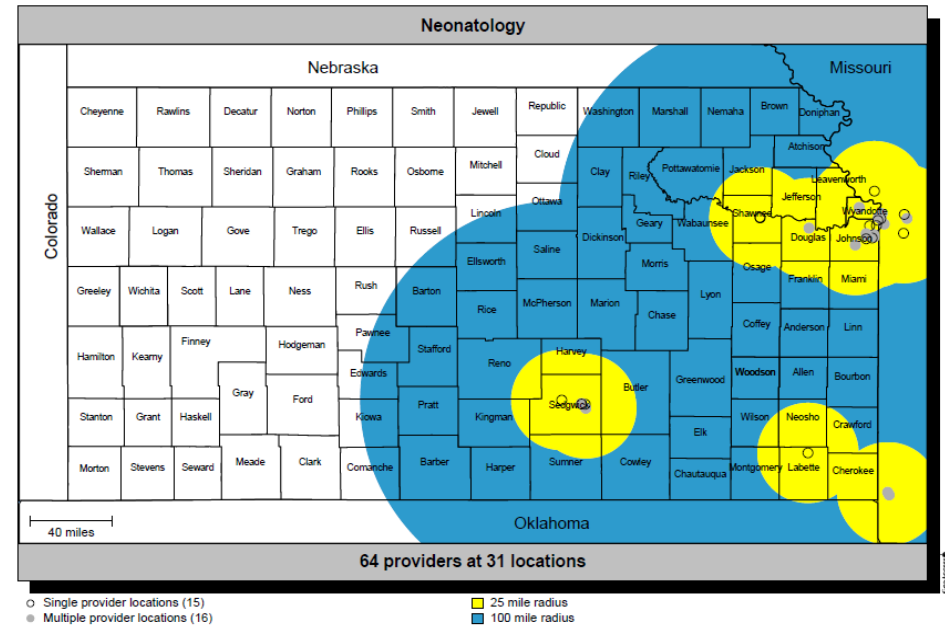 Neonatology
Nebraska
Missouri
Colorado
Cheyenne Rawlins Decatur Norton Phillips Smith Jewell Republic Washington Marshall Nemaha Brown Doniphan
Cloud
Atchison
Sherman Thomas Sheridan Graham Rooks Osborne Mitchell Clay Riley Pottawatomie Jackson Leavenworth
Jefferson
Ottawa
Lincoln Shawnee Wyandotte
Wallace Logan Gove Trego Ellis Russell Dickinson Geary Wabaunsee Douglas Johnson
Saline
Ellsworth Morris Osage
Greeley Wichita Scott Lane Ness Rush Barton Lyon Franklin Miami
Rice McPherson Marion Chase
Pawnee Coffey Anderson Linn
Hamilton Kearny Finney Hodgeman Stafford Reno Harvey
Edwards Butler Greenwood Woodson Allen Bourbon
Gray Ford
Stanton Grant Haskell Kiowa Pratt Kingman Sedgwick Wilson Neosho Crawford
Elk
Morton Stevens Seward Meade Clark Comanche Barber Harper Sumner Cowley Chautauqua Montgomery Labette Cherokee
40 miles
Oklahoma
64 providers at 31 locations
Single provider locations (15)
25 mile radius
Multiple provider locations (16)
100 mile radius